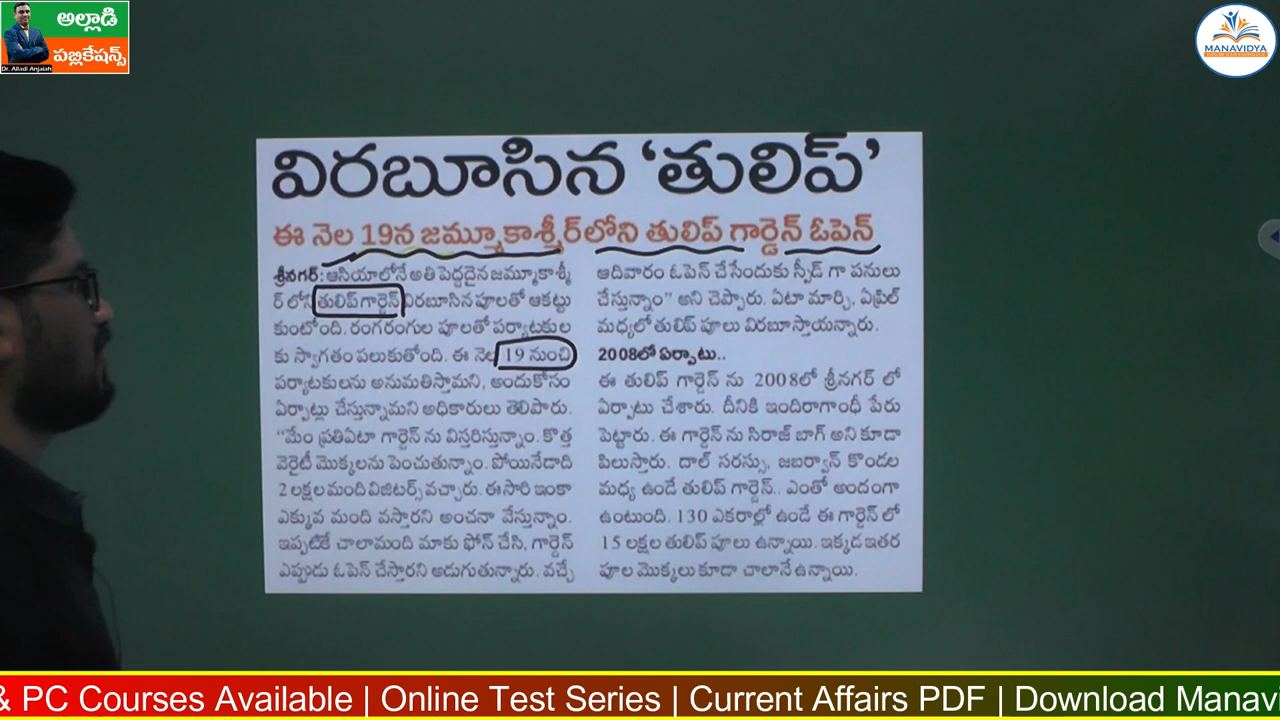 అల్లాడి
పబ్లికేషన్స్
Dr. Alladi Anjaiah
MANAVIDYA
విరబూసిన ‘తులిప్’
ఈ నెల 19న జమ్మూకాశ్మీర్‌లోని తులిప్ గార్డెన్ ఓపెన్
శ్రీనగర్: ఆసియాలోనే అతి పెద్దదైన జమ్మూకాశ్మీ
ర్ లోని తులిప్ గార్డెన్ విరబూసిన పూలతో ఆకట్టు
కుంటోంది. రంగరంగుల పూలతో పర్యాటకుల
కు స్వాగతం పలుకుతోంది. ఈ నెల 19 నుంచి
పర్యాటకులను అనుమతిస్తామని, అందుకోసం
ఏర్పాట్లు చేస్తున్నామని అధికారులు తెలిపారు.
“మేం ప్రతిఏటా గార్డెన్ ను విస్తరిస్తున్నాం. కొత్త
వెరైటీ మొక్కలను పెంచుతున్నాం. పోయినేడాది
2 లక్షల మంది విజిటర్స్ వచ్చారు. ఈసారి ఇంకా
ఎక్కువ మంది వస్తారని అంచనా వేస్తున్నాం.
ఇప్పటికే చాలామంది మాకు ఫోన్ చేసి, గార్డెన్
ఎప్పుడు ఓపెన్ చేస్తారని అడుగుతున్నారు. వచ్చే
ఆదివారం ఓపెన్ చేసేందుకు స్పీడ్ గా పనులు
చేస్తున్నాం” అని చెప్పారు. ఏటా మార్చి, ఏప్రిల్
మధ్యలో తులిప్ పూలు విరబూస్తాయన్నారు.
2008లో ఏర్పాటు..
ఈ తులిప్ గార్డెన్ ను 2008లో శ్రీనగర్ లో
ఏర్పాటు చేశారు. దీనికి ఇందిరాగాంధీ పేరు
పెట్టారు. ఈ గార్డెన్ ను సిరాజ్ బాగ్ అని కూడా
పిలుస్తారు. దాల్ సరస్సు, జబర్వాన్ కొండల
మధ్య ఉండే తులిప్ గార్డెన్.. ఎంతో అందంగా
ఉంటుంది. 130 ఎకరాల్లో ఉండే ఈ గార్డెన్ లో
15 లక్షల తులిప్ పూలు ఉన్నాయి. ఇక్కడ ఇతర
పూల మొక్కలు కూడా చాలానే ఉన్నాయి.
& PC Courses Available | Online Test Series | Current Affairs PDF | Download Manavi